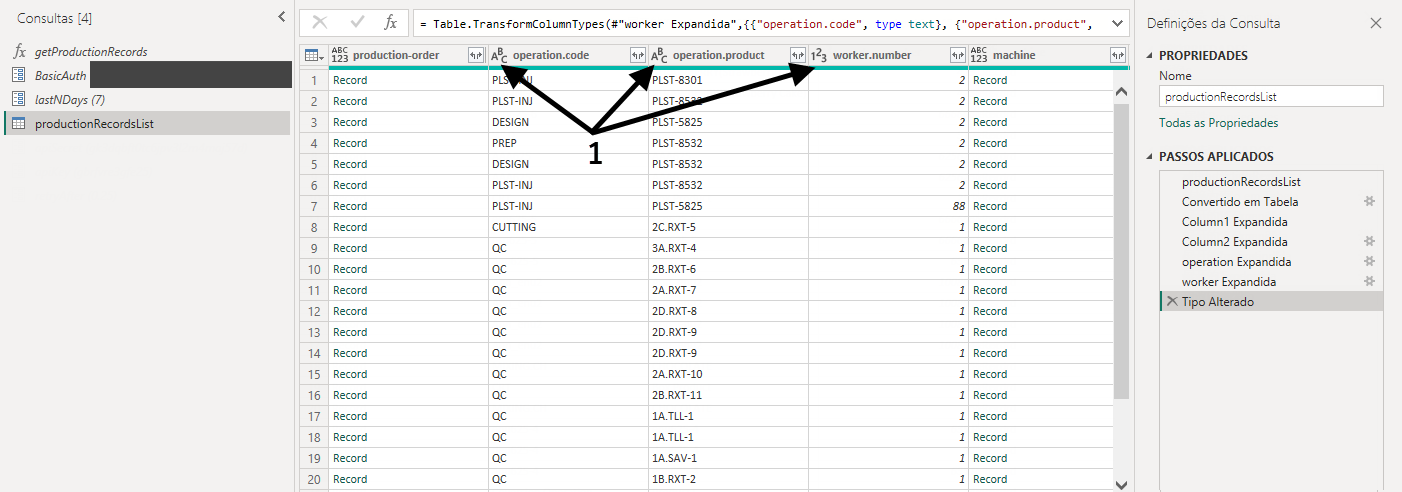 Consultas [4]
fx getProductionRecords
BasicAuth
lastNDays (7)
productionRecordsList
fx = Table.TransformColumnTypes(#"worker Expandida",{{"operation.code", type text}, {"operation.product",
ABC 123 production-order ABC operation.code ABC operation.product 123 worker.number ABC 123 machine
1 Record PLST-INJ PLST-8301 2 Record
2 Record PLST-INJ PLST-8532 2 Record
3 Record DESIGN PLST-5825 2 Record
4 Record PREP PLST-8532 2 Record
5 Record DESIGN PLST-8532 2 Record
6 Record PLST-INJ PLST-8532 2 Record
7 Record PLST-INJ PLST-5825 88 Record
8 Record CUTTING 2C.RXT-5 1 Record
9 Record QC 3A.RXT-4 1 Record
10 Record QC 2B.RXT-6 1 Record
11 Record QC 2A.RXT-7 1 Record
12 Record QC 2D.RXT-8 1 Record
13 Record QC 2D.RXT-9 1 Record
14 Record QC 2D.RXT-9 1 Record
15 Record QC 2A.RXT-10 1 Record
16 Record QC 2B.RXT-11 1 Record
17 Record QC 1A.TLL-1 1 Record
18 Record QC 1A.TLL-1 1 Record
19 Record QC 1A.SAV-1 1 Record
20 Record QC 1B.RXT-2 1 Record
1
Definições da Consulta
PROPRIEDADES
Nome
productionRecordsList
Todas as Propriedades
PASSOS APLICADOS
productionRecordsList
Convertido em Tabela
Column1 Expandida
Column2 Expandida
operation Expandida
worker Expandida
Tipo Alterado